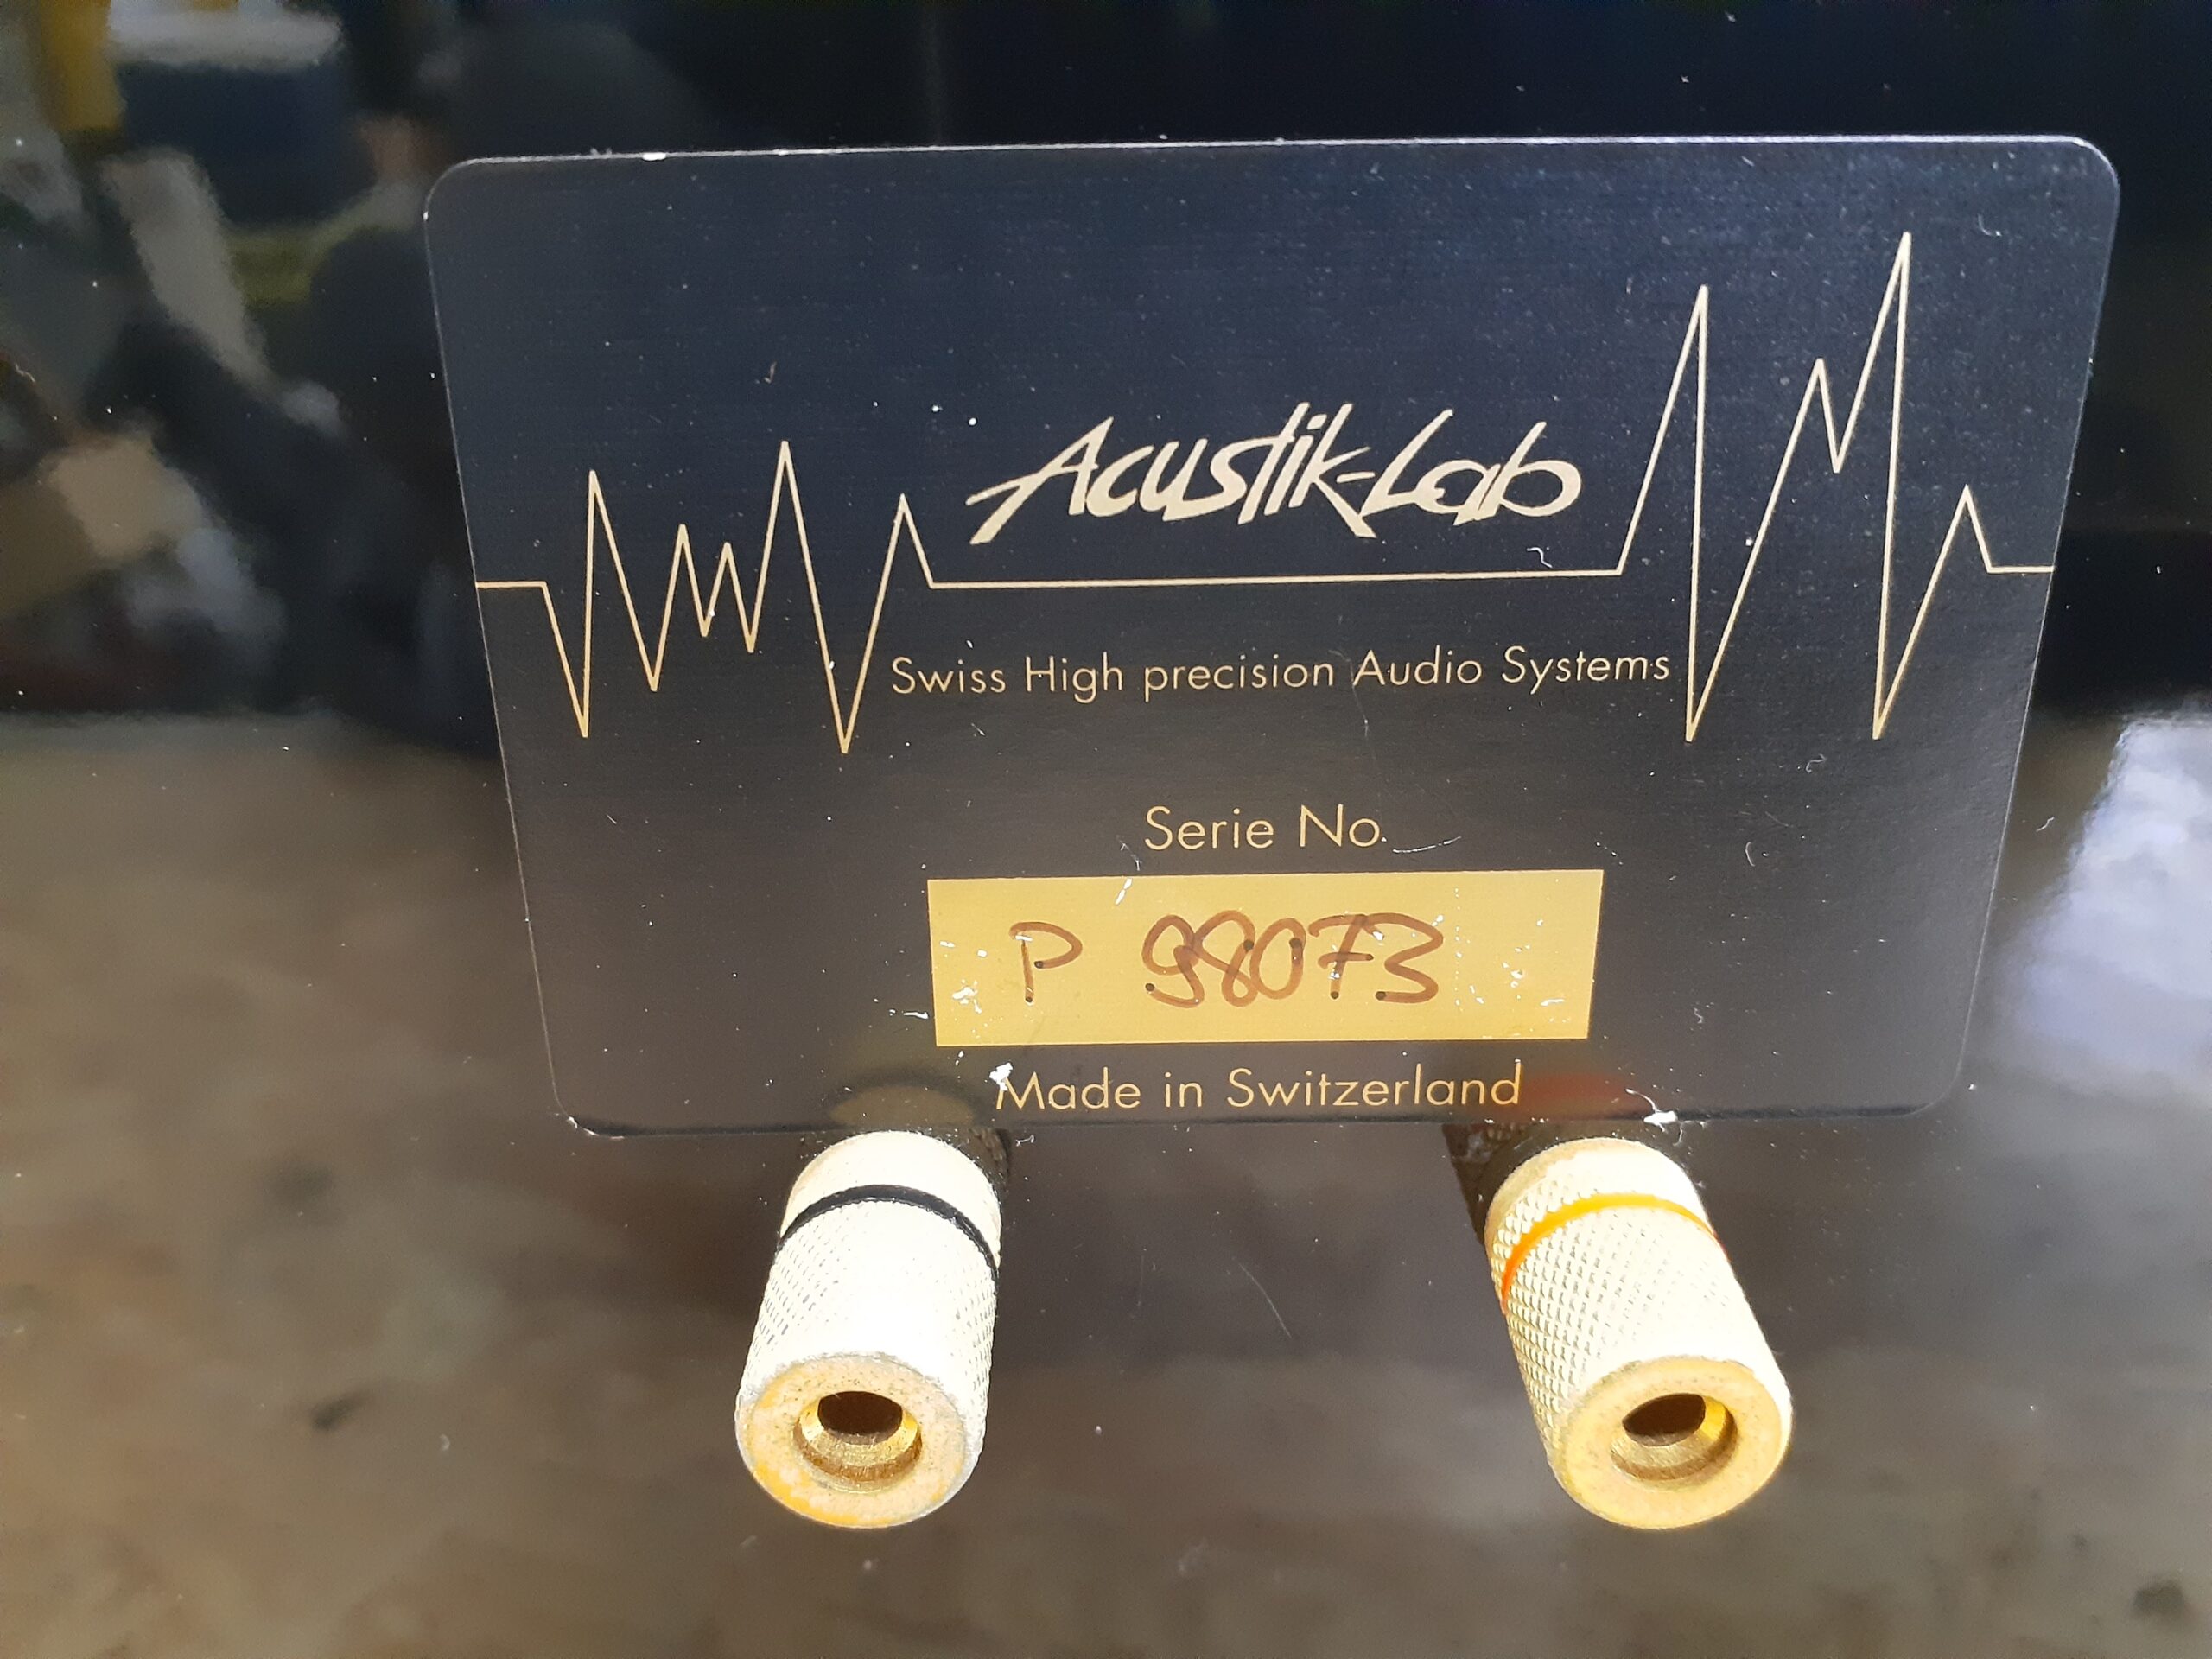 Acustik-Lab
Swiss High precision Audio Systems
Serie No.
P 98073
Made in Switzerland